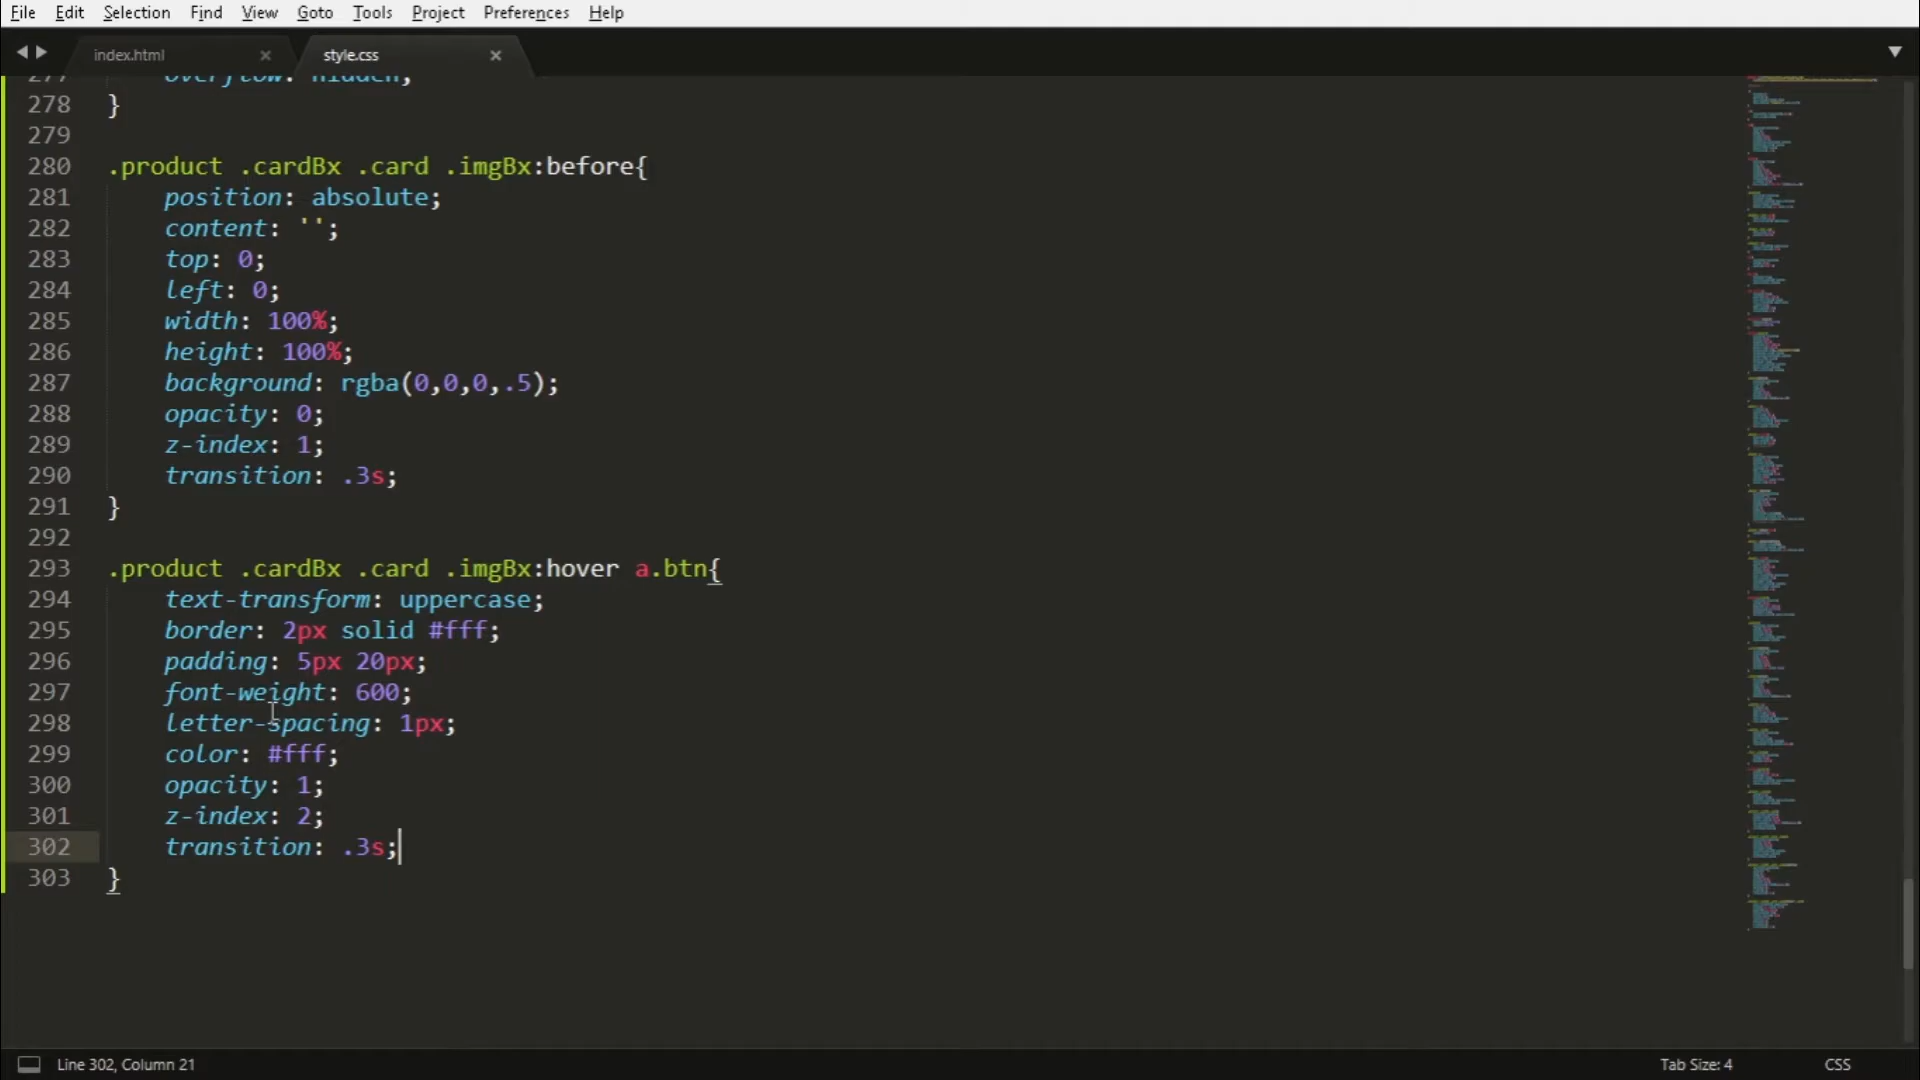 File Edit Selection Find View Goto Tools Project Preferences Help
index.html × style.css ×
277 overflow: hidden;
278 }
279
280 .product .cardBx .card .imgBx:before{
281 position: absolute;
282 content: '';
283 top: 0;
284 left: 0;
285 width: 100%;
286 height: 100%;
287 background: rgba(0,0,0,.5);
288 opacity: 0;
289 z-index: 1;
290 transition: .3s;
291 }
292
293 .product .cardBx .card .imgBx:hover a.btn{
294 text-transform: uppercase;
295 border: 2px solid #fff;
296 padding: 5px 20px;
297 font-weight: 600;
298 letter-spacing: 1px;
299 color: #fff;
300 opacity: 1;
301 z-index: 2;
302 transition: .3s;
303 }
Line 302, Column 21 Tab Size: 4 CSS